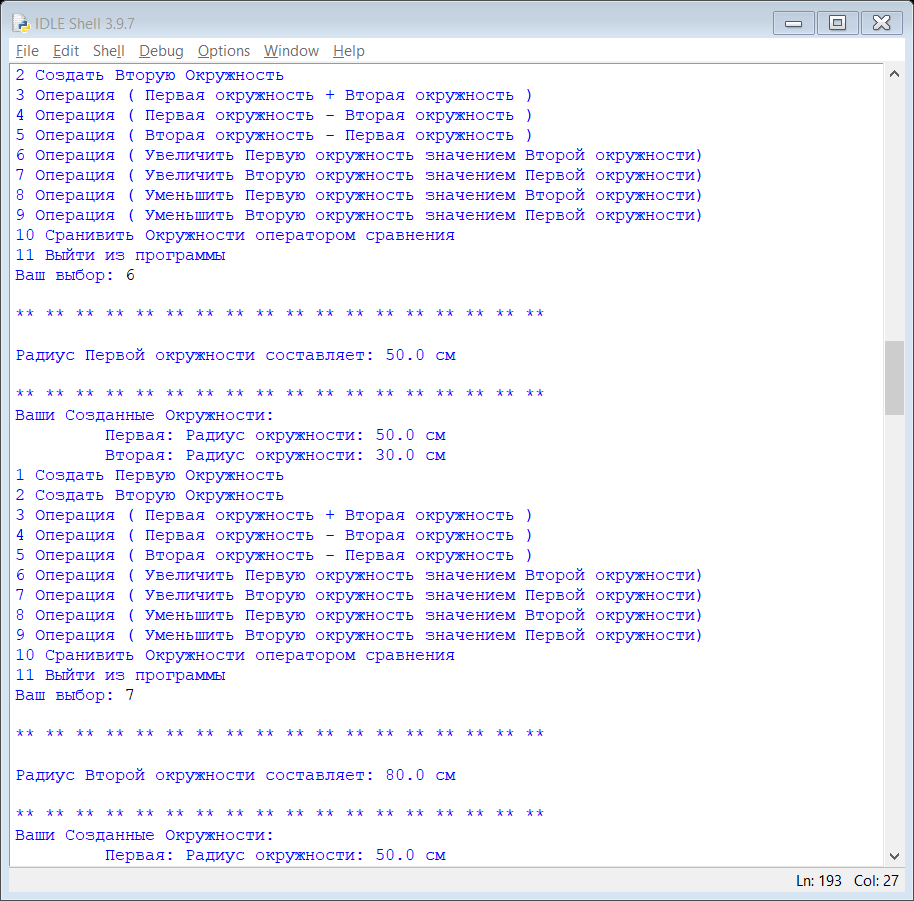 IDLE Shell 3.9.7
File Edit Shell Debug Options Window Help
2 Создать Вторую Окружность
3 Операция ( Первая окружность + Вторая окружность )
4 Операция ( Первая окружность - Вторая окружность )
5 Операция ( Вторая окружность - Первая окружность )
6 Операция ( Увеличить Первую окружность значением Второй окружности)
7 Операция ( Увеличить Вторую окружность значением Первой окружности)
8 Операция ( Уменьшить Первую окружность значением Второй окружности)
9 Операция ( Уменьшить Вторую окружность значением Первой окружности)
10 Сранивить Окружности оператором сравнения
11 Выйти из программы
Ваш выбор: 6
** ** ** ** ** ** ** ** ** ** ** ** ** ** ** ** ** **
Радиус Первой окружности составляет: 50.0 см
** ** ** ** ** ** ** ** ** ** ** ** ** ** ** ** ** **
Ваши Созданные Окружности:
Первая: Радиус окружности: 50.0 см
Вторая: Радиус окружности: 30.0 см
1 Создать Первую Окружность
2 Создать Вторую Окружность
3 Операция ( Первая окружность + Вторая окружность )
4 Операция ( Первая окружность - Вторая окружность )
5 Операция ( Вторая окружность - Первая окружность )
6 Операция ( Увеличить Первую окружность значением Второй окружности)
7 Операция ( Увеличить Вторую окружность значением Первой окружности)
8 Операция ( Уменьшить Первую окружность значением Второй окружности)
9 Операция ( Уменьшить Вторую окружность значением Первой окружности)
10 Сранивить Окружности оператором сравнения
11 Выйти из программы
Ваш выбор: 7
** ** ** ** ** ** ** ** ** ** ** ** ** ** ** ** ** **
Радиус Второй окружности составляет: 80.0 см
** ** ** ** ** ** ** ** ** ** ** ** ** ** ** ** ** **
Ваши Созданные Окружности:
Первая: Радиус окружности: 50.0 см
Ln: 193 Col: 27